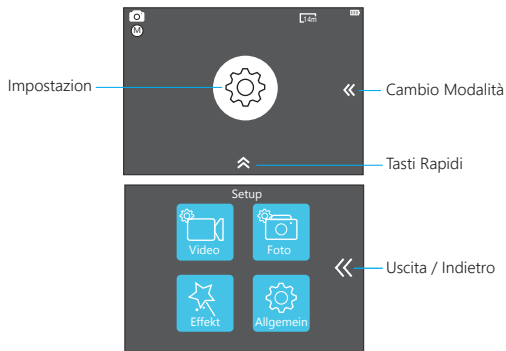 14m
M
Impostazion
Cambio Modalità
Tasti Rapidi
Setup
Video
Foto
Uscita / Indietro
Effekt
Allgemein